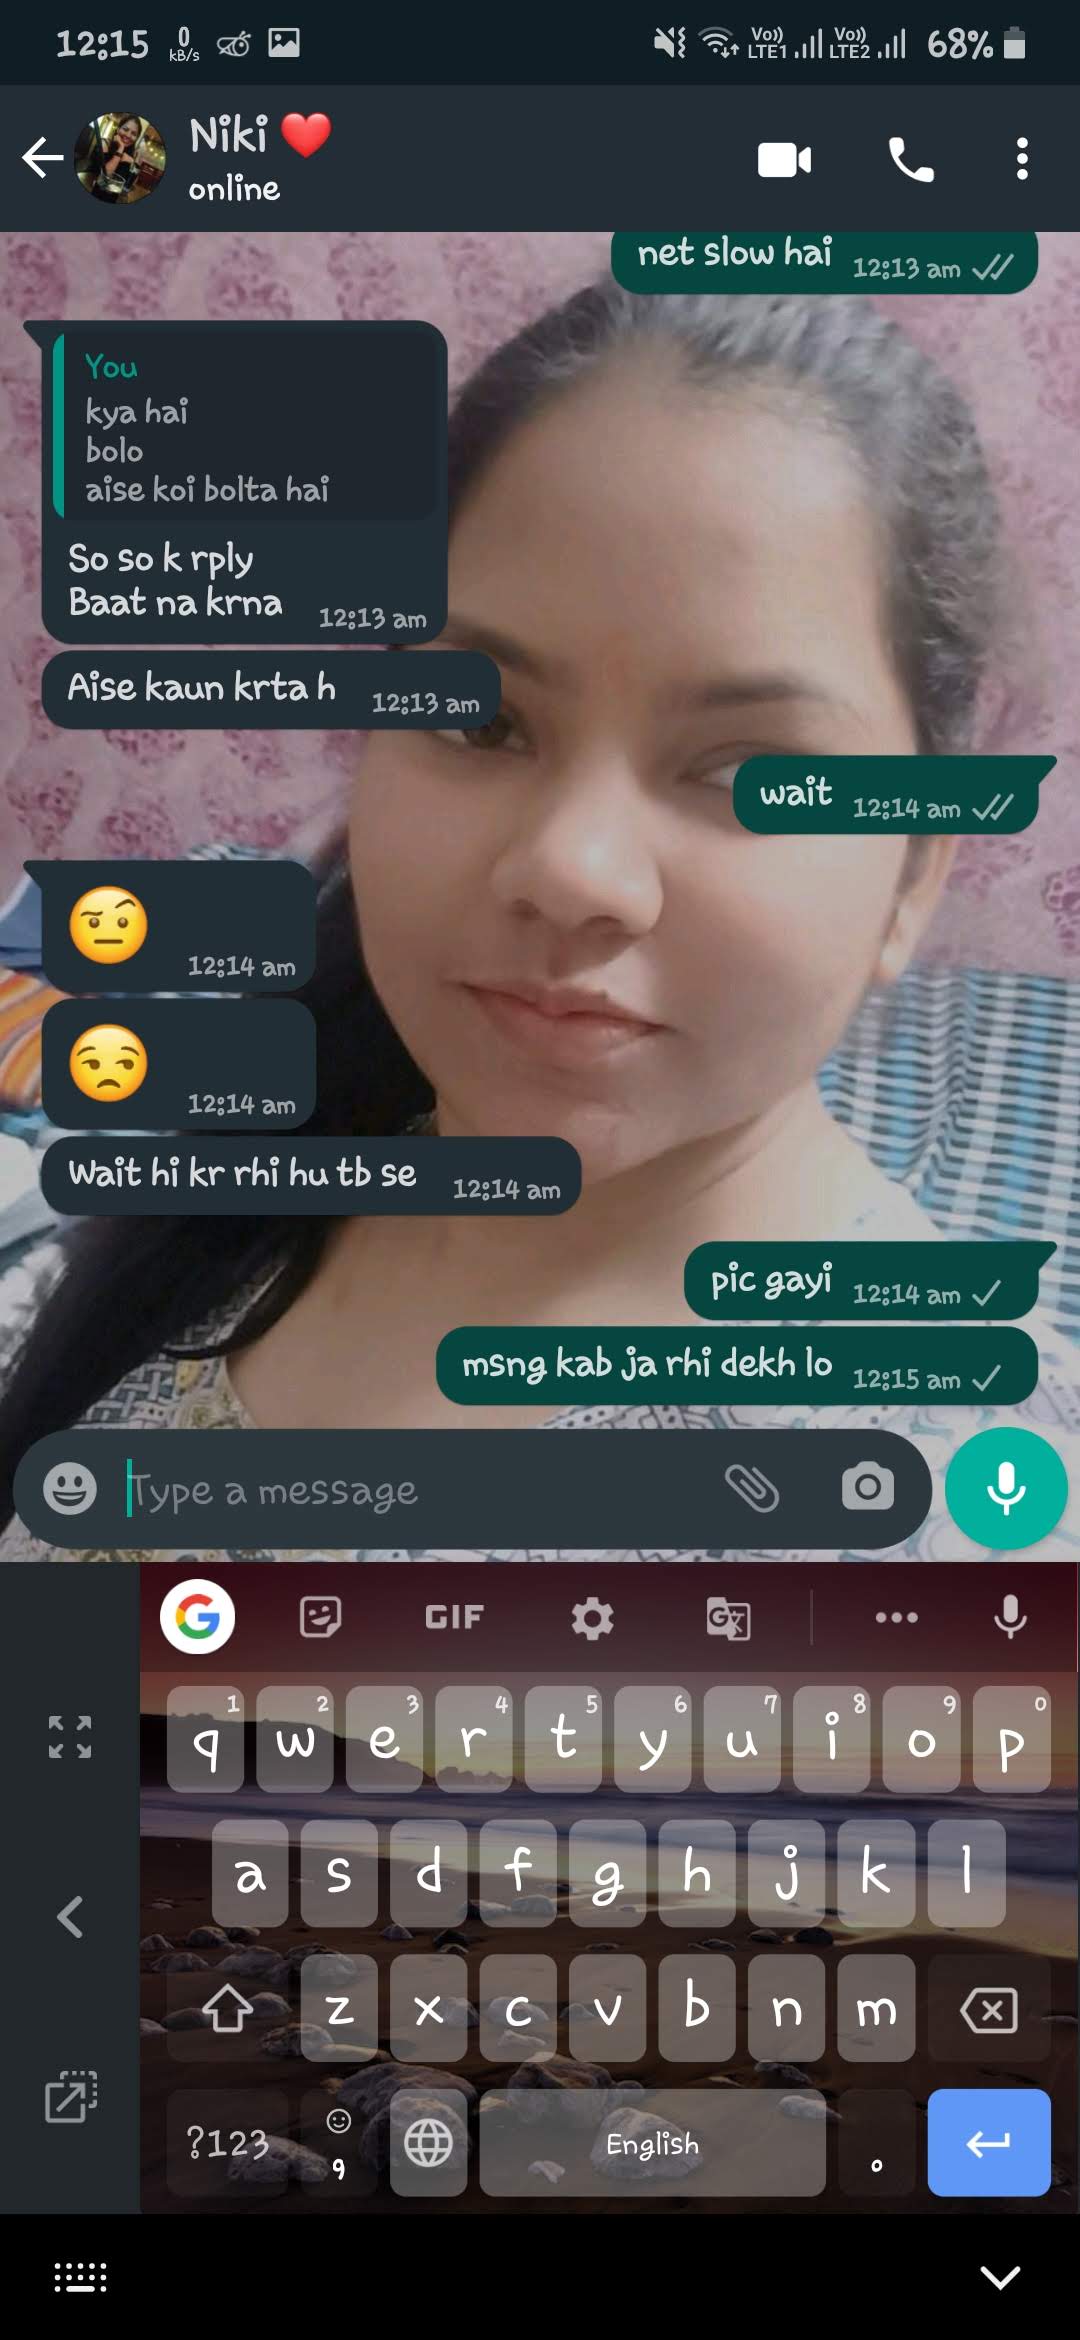 12:15 0 kB/s Vo)) LTE1 Vo)) LTE2 68%
Niki ❤️
online
net slow hai 12:13 am
You
kya hai
bolo
aise koi bolta hai
So so k rply
Baat na krna 12:13 am
Aise kaun krta h 12:13 am
wait 12:14 am
🤨 12:14 am
😒 12:14 am
Wait hi kr rhi hu tb se 12:14 am
pic gayi 12:14 am
msng kab ja rhi dekh lo 12:15 am
Type a message
G GIF G文
1 2 3 4 5 6 7 8 9 0
q w e r t y u i o p
a s d f g h j k l
z x c v b n m
?123 , English .